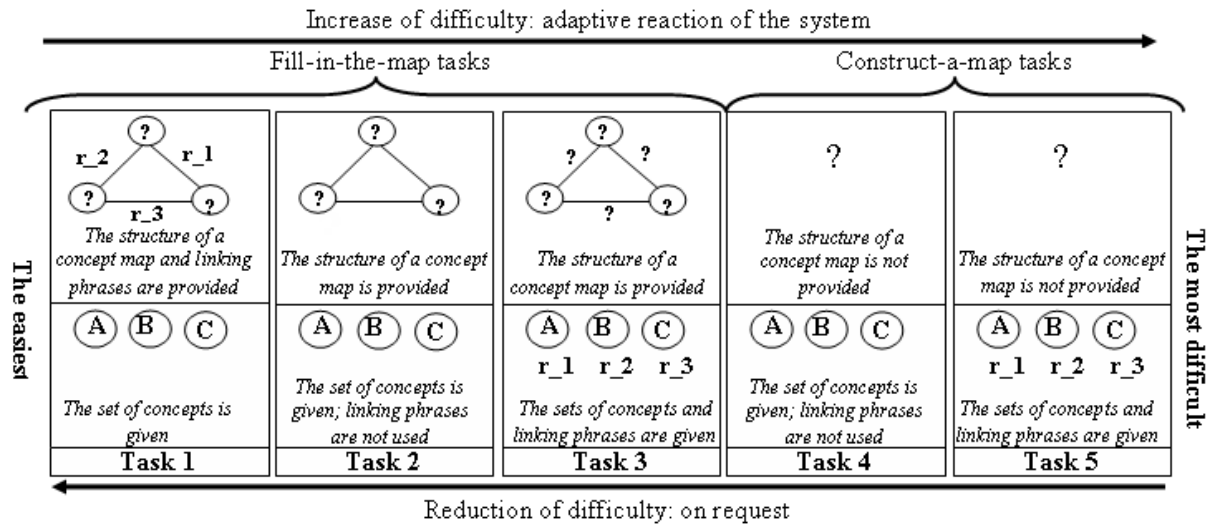 Increase of difficulty: adaptive reaction of the system
Fill-in-the-map tasks
Construct-a-map tasks
The easiest
?
r_2
r_1
?
?
r_3
The structure of a
concept map and linking
phrases are provided
A B C
The set of concepts is
given
Task 1
?
?
?
The structure of a concept
map is provided
A B C
The set of concepts is
given; linking phrases
are not used
Task 2
?
?
?
?
?
?
The structure of a
concept map is provided
A B C
r_1 r_2 r_3
The sets of concepts and
linking phrases are given
Task 3
?
The structure of a
concept map is not
provided
A B C
The set of concepts is
given; linking phrases
are not used
Task 4
?
The structure of a concept
map is not provided
A B C
r_1 r_2 r_3
The sets of concepts and
linking phrases are given
Task 5
The most difficult
Reduction of difficulty: on request